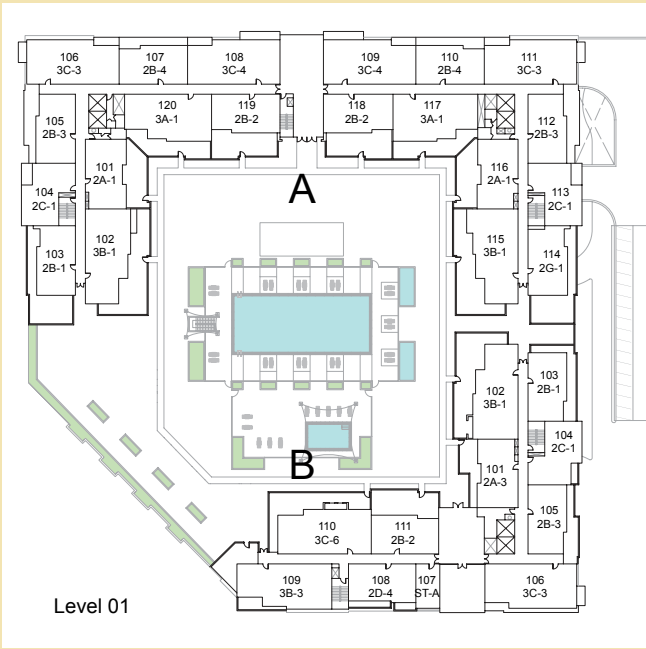 106
3C-3
107
2B-4
108
3C-4
109
3C-4
110
2B-4
111
3C-3
105
2B-3
120
3A-1
119
2B-2
118
2B-2
117
3A-1
112
2B-3
101
2A-1
116
2A-1
104
2C-1
113
2C-1
A
103
2B-1
102
3B-1
115
3B-1
114
2G-1
102
3B-1
103
2B-1
104
2C-1
101
2A-3
B
105
2B-3
110
3C-6
111
2B-2
109
3B-3
108
2D-4
107
ST-A
106
3C-3
Level 01